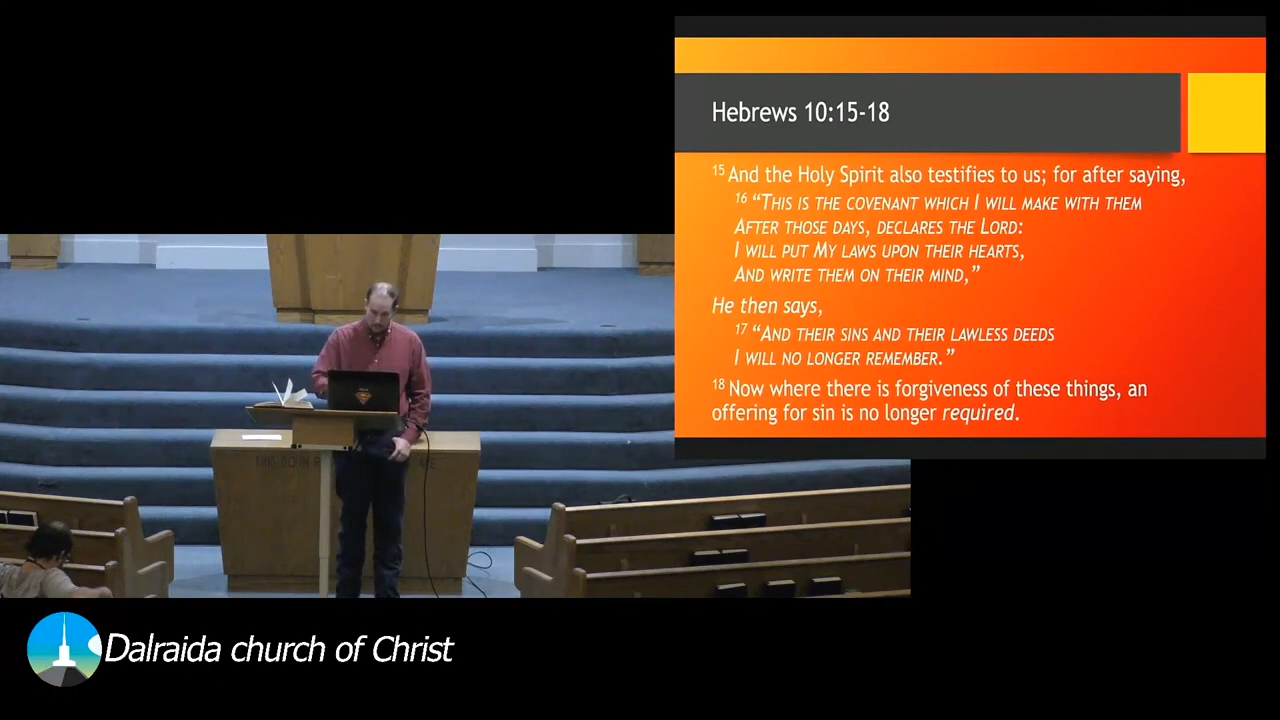 Hebrews 10:15-18
15 And the Holy Spirit also testifies to us; for after saying,
16 “THIS IS THE COVENANT WHICH I WILL MAKE WITH THEM
AFTER THOSE DAYS, DECLARES THE LORD:
I WILL PUT MY LAWS UPON THEIR HEARTS,
AND WRITE THEM ON THEIR MIND,”
He then says,
17 “AND THEIR SINS AND THEIR LAWLESS DEEDS
I WILL NO LONGER REMEMBER.”
18 Now where there is forgiveness of these things, an
offering for sin is no longer required.
THIS DO IN
Dalraida church of Christ